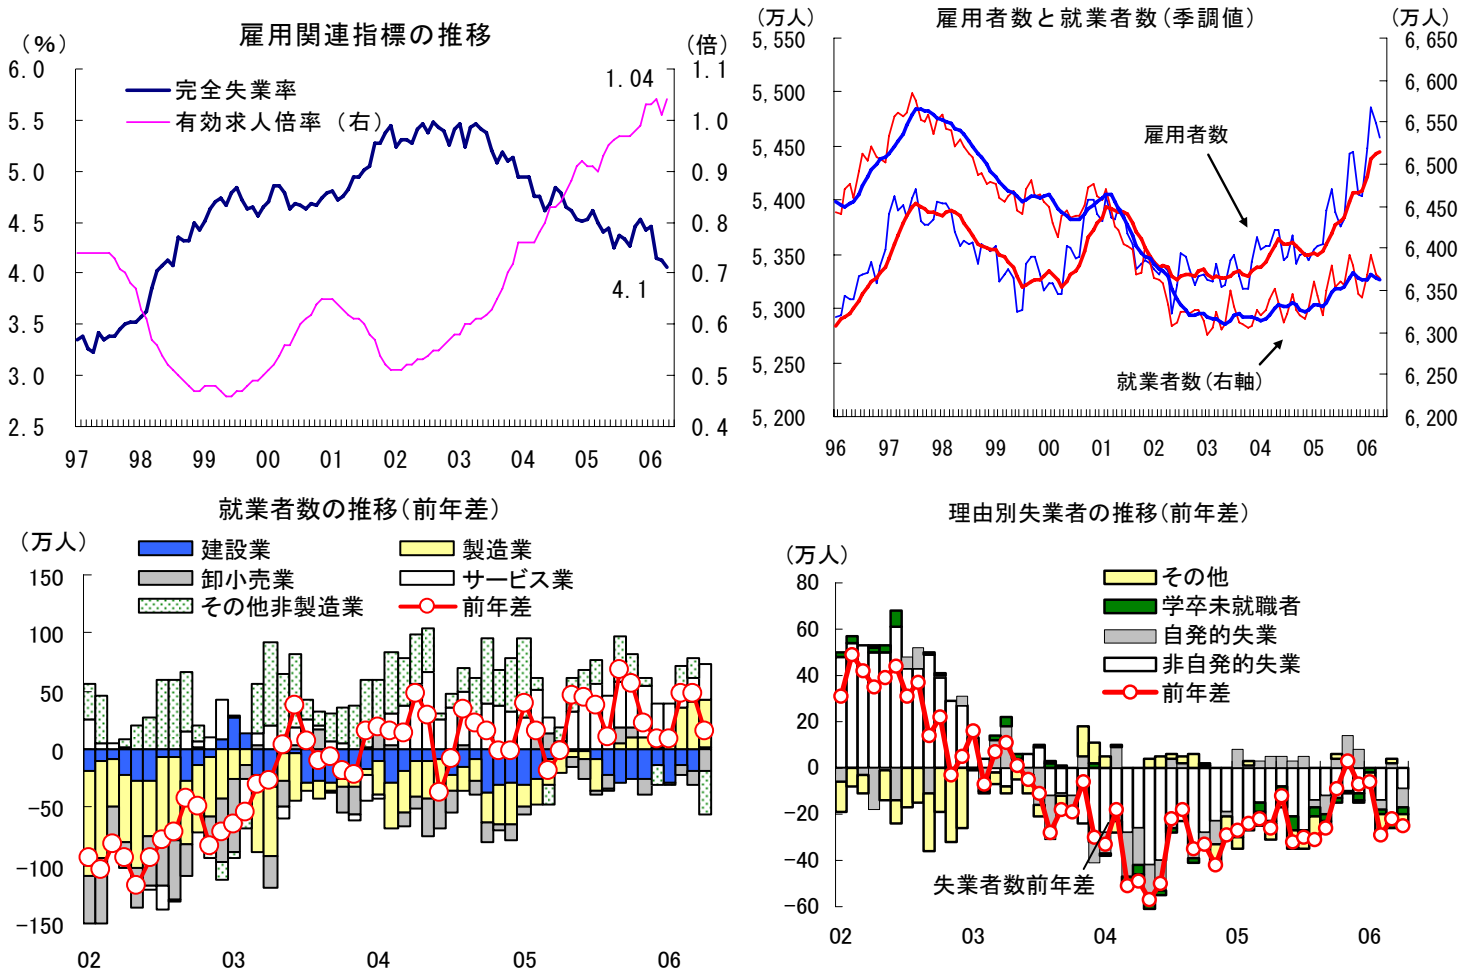 雇用関連指標の推移
(%)
(倍)
6.0
5.5
5.0
4.5
4.0
3.5
3.0
2.5
完全失業率
有効求人倍率（右）
1.04
4.1
1.1
1.0
0.9
0.8
0.7
0.6
0.5
0.4
97 98 99 00 01 02 03 04 05 06
雇用者数と就業者数(季調値)
(万人)
(万人)
5,550
5,500
5,450
5,400
5,350
5,300
5,250
5,200
雇用者数
就業者数(右軸)
6,650
6,600
6,550
6,500
6,450
6,400
6,350
6,300
6,250
6,200
96 97 98 99 00 01 02 03 04 05 06
就業者数の推移(前年差)
(万人)
建設業
製造業
卸小売業
サービス業
その他非製造業
前年差
150
100
50
0
-50
-100
-150
02 03 04 05 06
理由別失業者の推移(前年差)
(万人)
その他
学卒未就職者
自発的失業
非自発的失業
前年差
80
60
40
20
0
-20
-40
-60
失業者数前年差
02 03 04 05 06